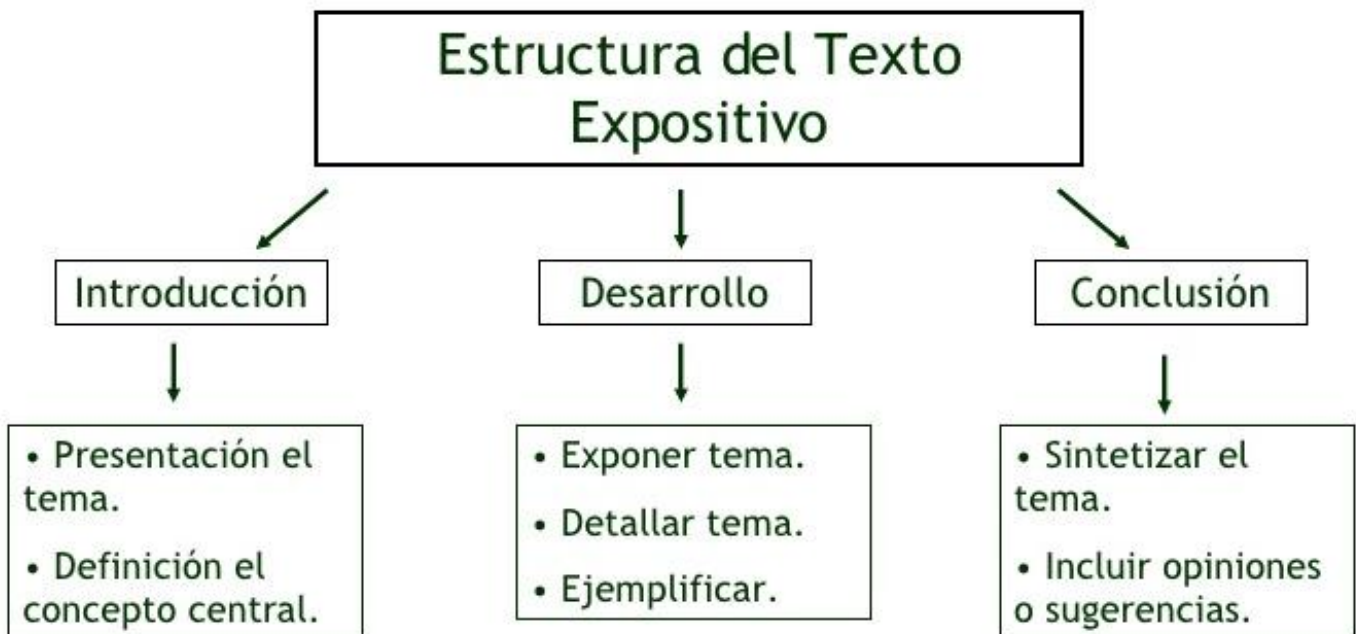 Estructura del Texto
Expositivo
Introducción
Desarrollo
Conclusión
• Presentación el
tema.
• Definición el
concepto central.
• Exponer tema.
• Detallar tema.
• Ejemplificar.
• Sintetizar el
tema.
• Incluir opiniones
o sugerencias.